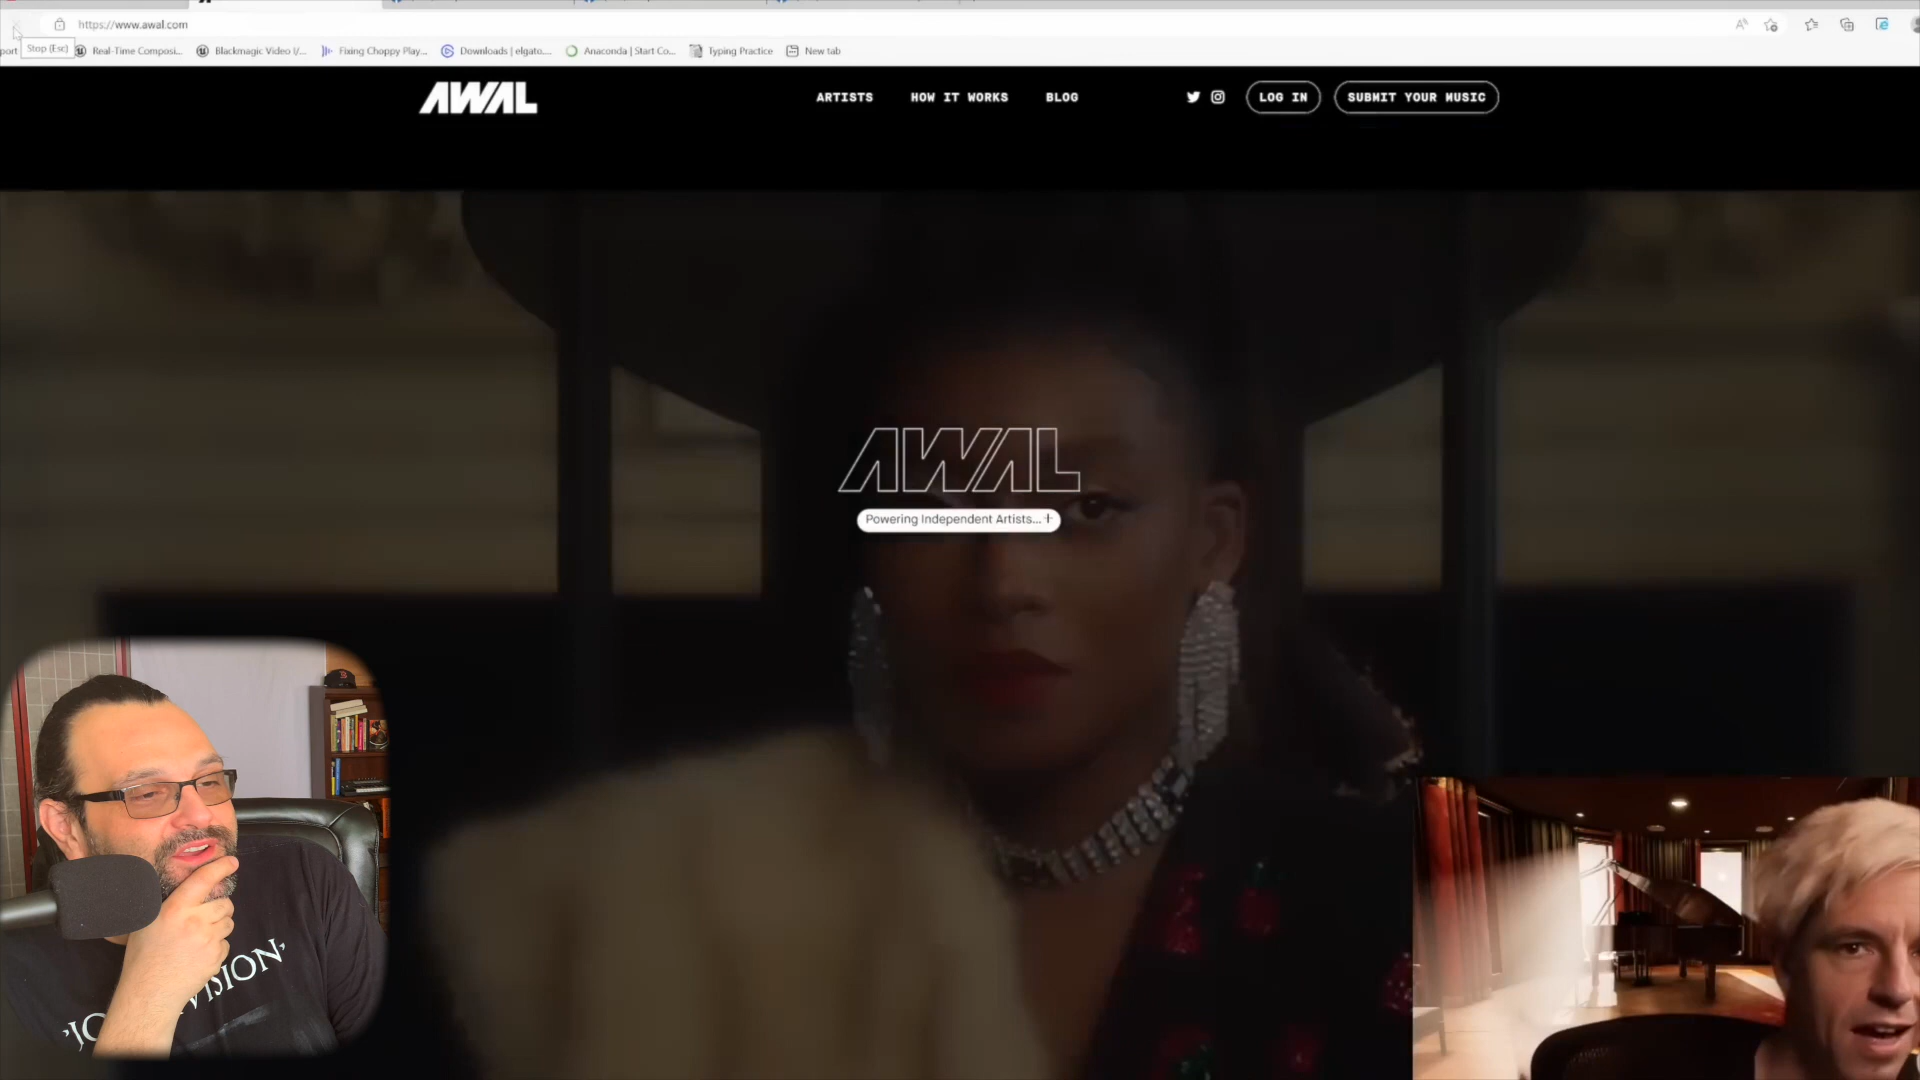 https://www.awal.com
port
Stop (Esc)
Real-Time Composi...
Blackmagic Video I/...
Fixing Choppy Play...
Downloads | elgato....
Anaconda | Start Co...
Typing Practice
New tab
AWAL
ARTISTS
HOW IT WORKS
BLOG
LOG IN
SUBMIT YOUR MUSIC
AWAL
Powering Independent Artists... +